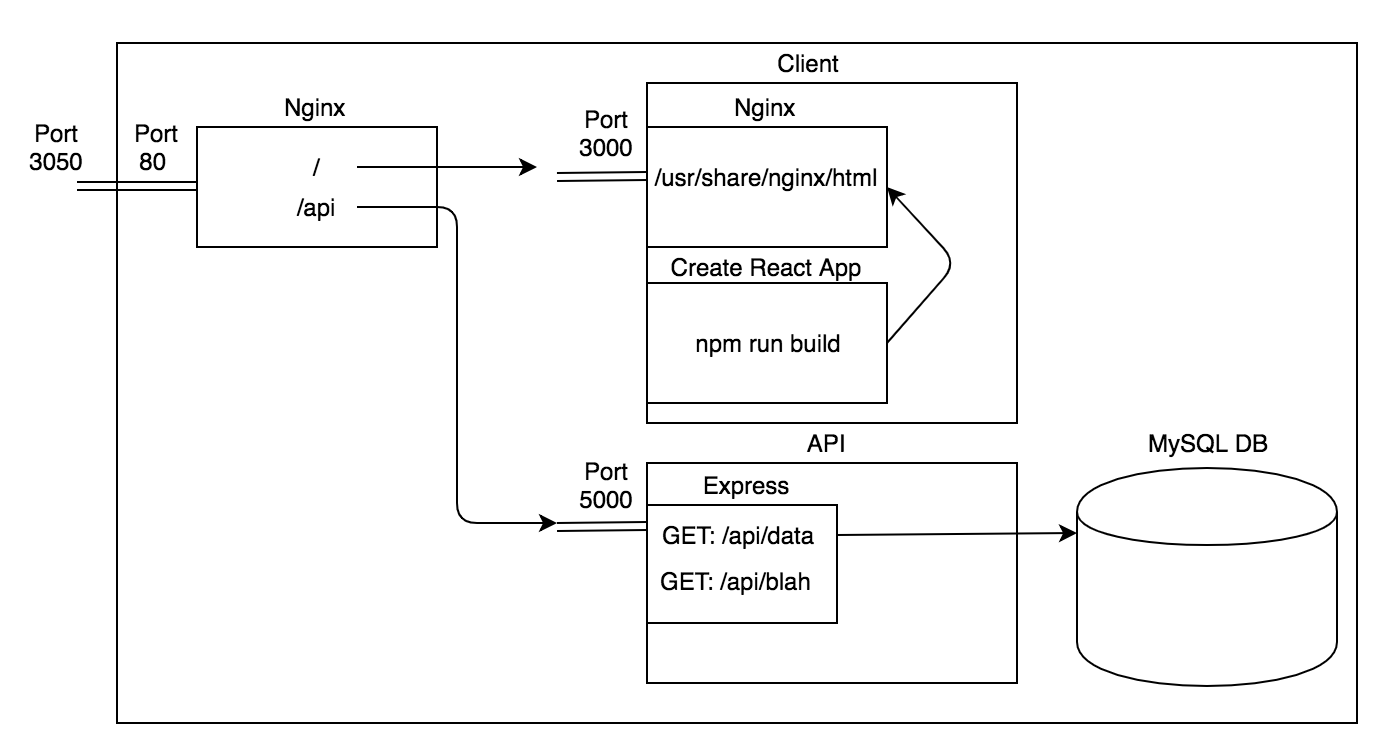 Client
Nginx
Nginx
Port
3050
Port
80
Port
3000
/
/api
/usr/share/nginx/html
Create React App
npm run build
API
MySQL DB
Port
5000
Express
GET: /api/data
GET: /api/blah